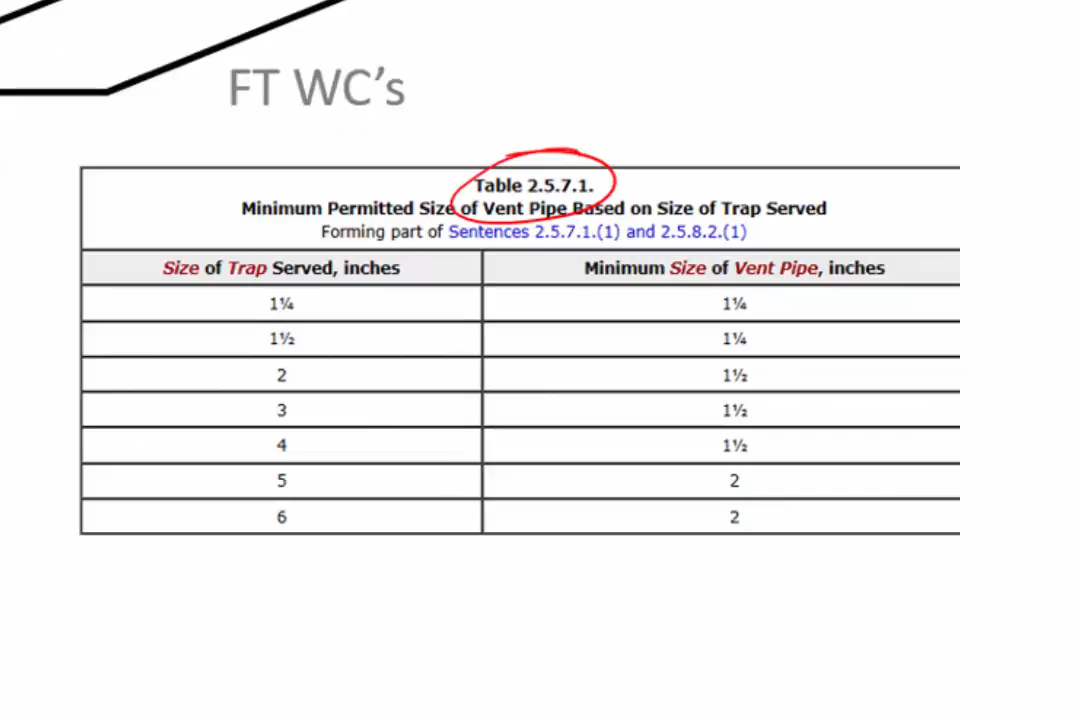 FT WC’s
Table 2.5.7.1.
Minimum Permitted Size of Vent Pipe Based on Size of Trap Served
Forming part of Sentences 2.5.7.1.(1) and 2.5.8.2.(1)
Size of Trap Served, inches Minimum Size of Vent Pipe, inches
1¼ 1¼
1½ 1¼
2 1½
3 1½
4 1½
5 2
6 2